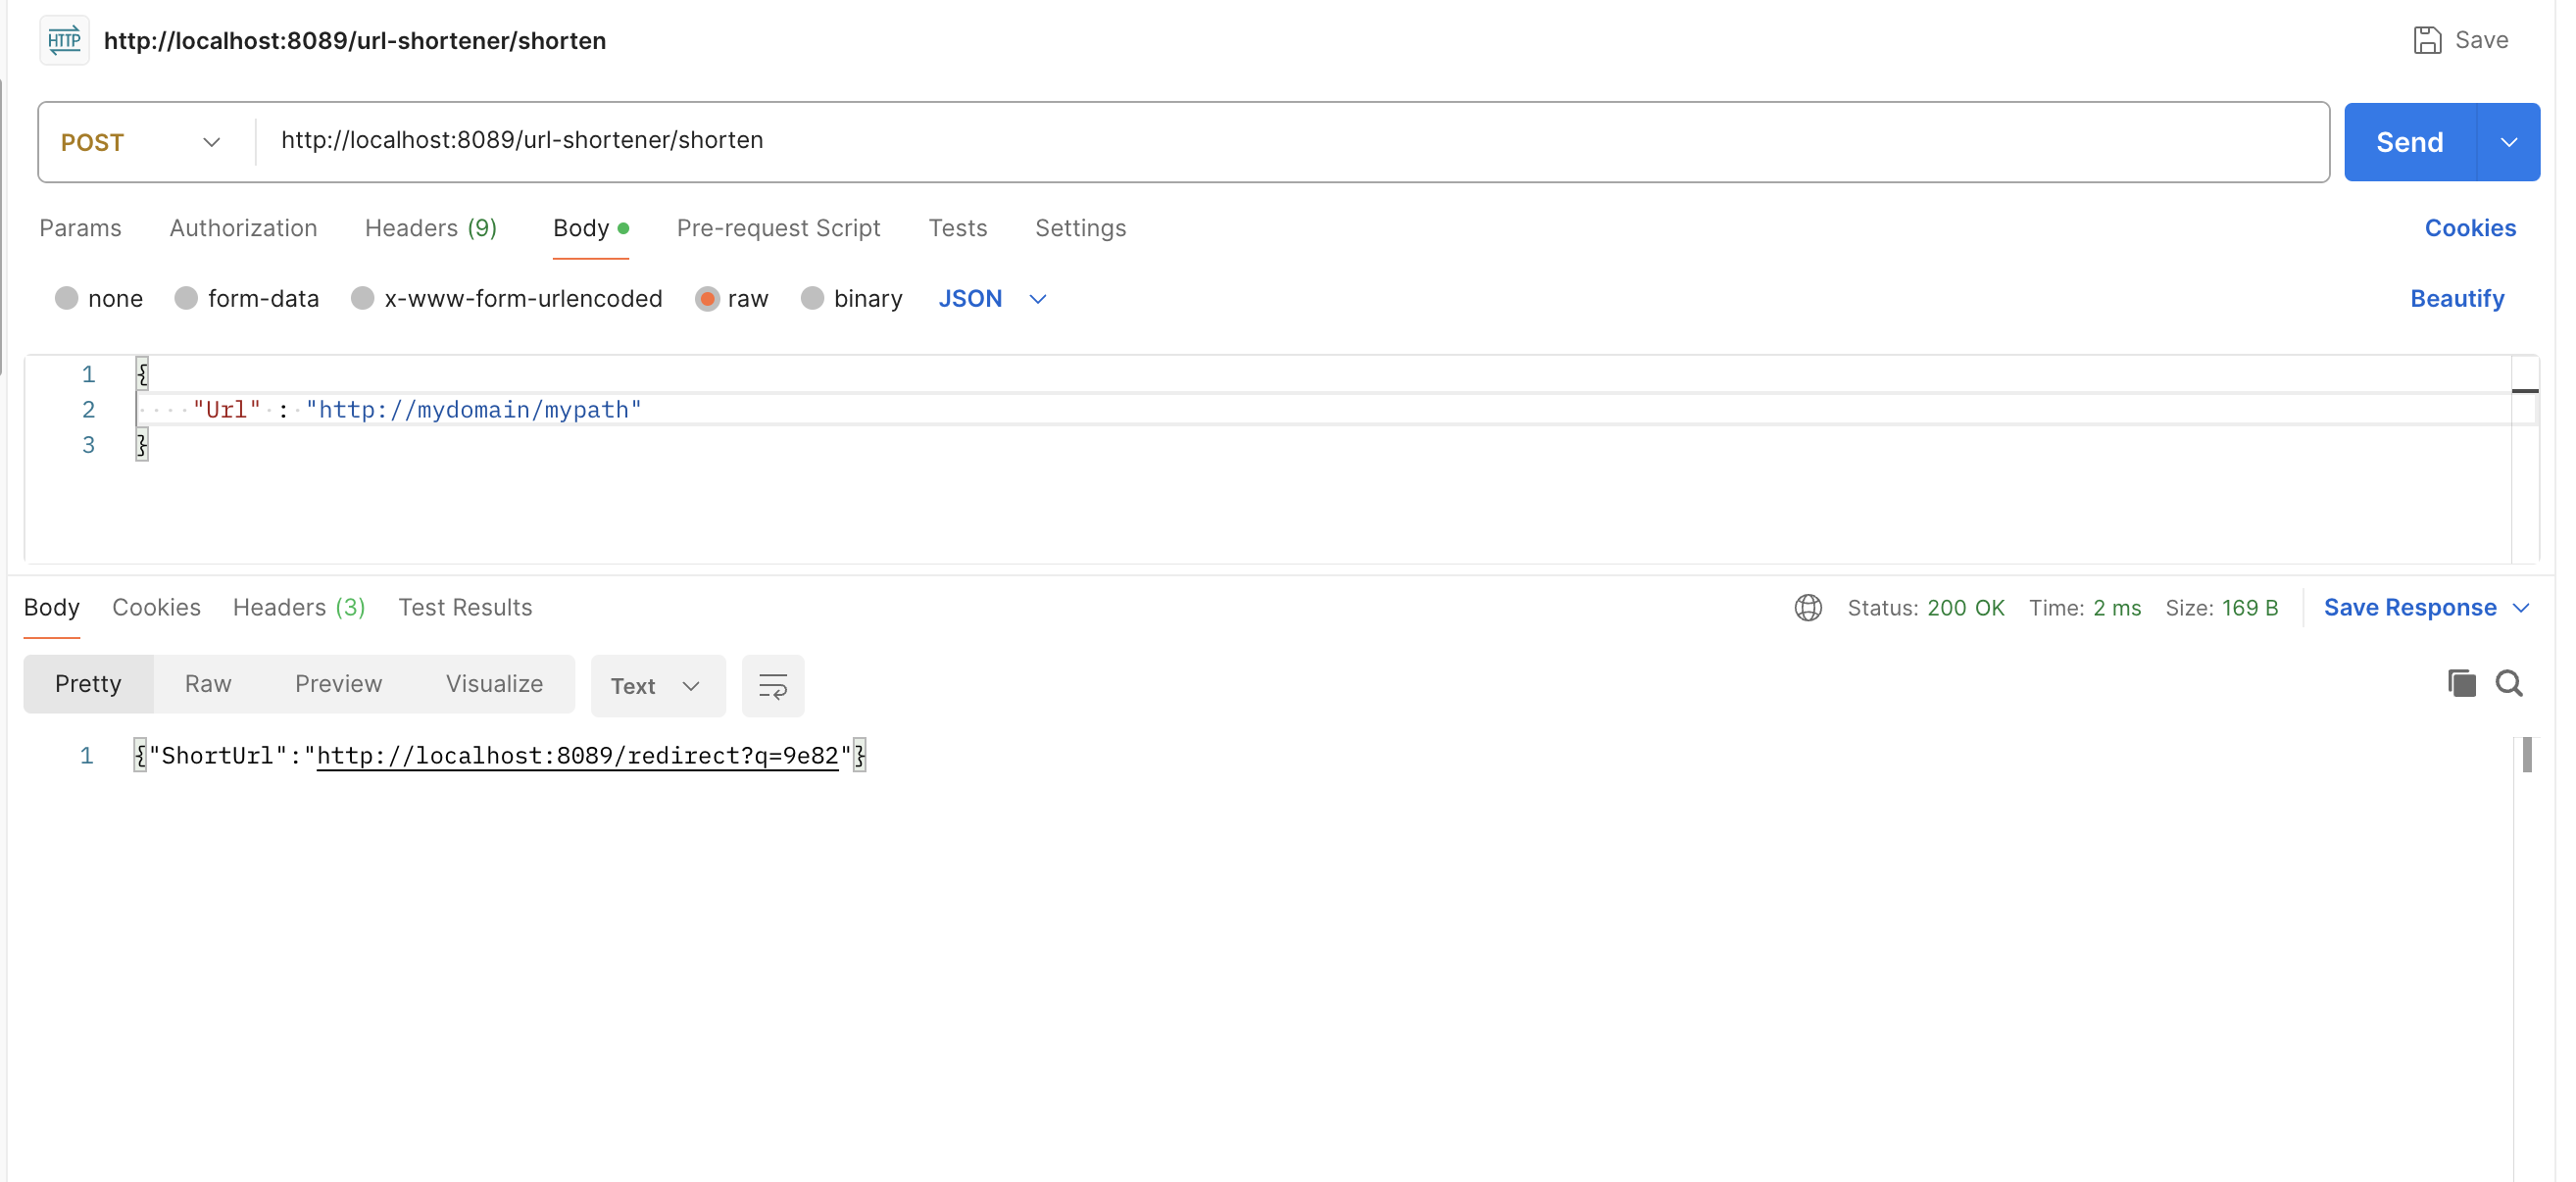 HTTP http://localhost:8089/url-shortener/shorten Save
POST http://localhost:8089/url-shortener/shorten Send
Params Authorization Headers (9) Body Pre-request Script Tests Settings Cookies
none form-data x-www-form-urlencoded raw binary JSON Beautify
1 {
2 "Url" : "http://mydomain/mypath"
3 }
Body Cookies Headers (3) Test Results Status: 200 OK Time: 2 ms Size: 169 B Save Response
Pretty Raw Preview Visualize Text
1 {"ShortUrl":"http://localhost:8089/redirect?q=9e82"}